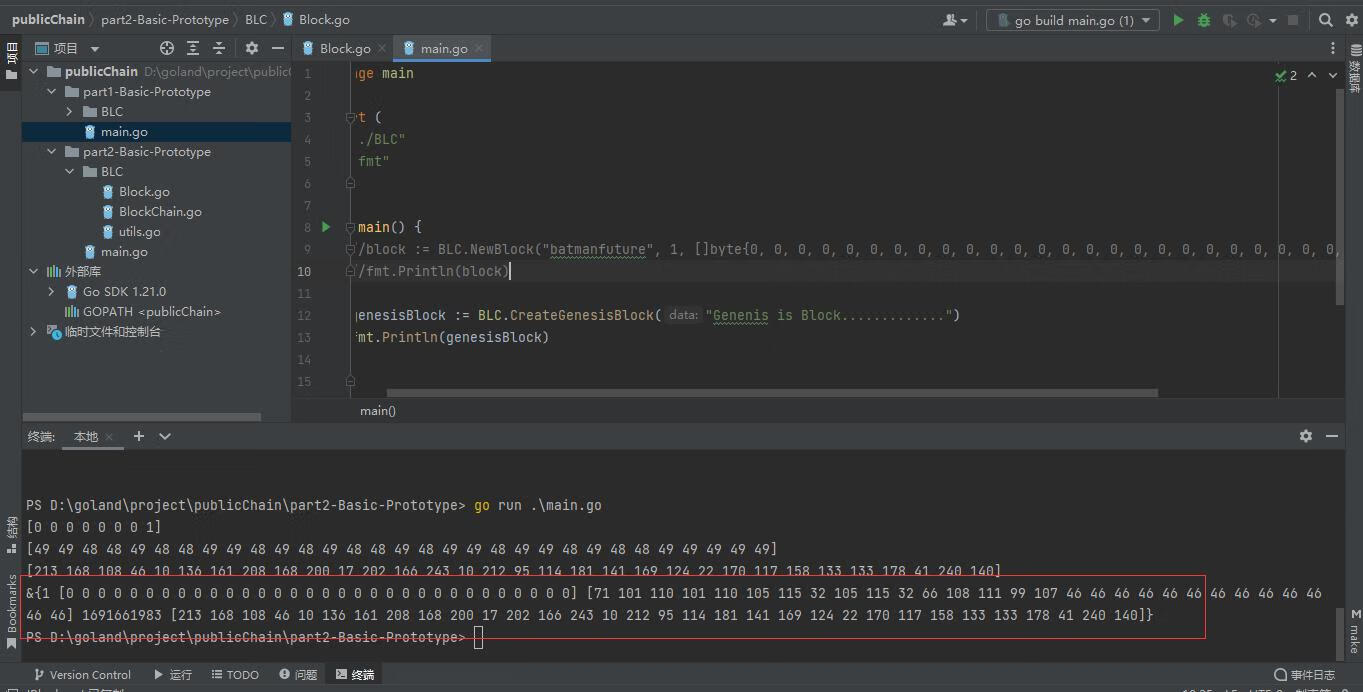 publicChain
part2-Basic-Prototype
BLC
Block.go
go build main.go (1)
项目
项目
Block.go
main.go
publicChain D:\goland\project\public
part1-Basic-Prototype
BLC
main.go
part2-Basic-Prototype
BLC
Block.go
BlockChain.go
utils.go
main.go
外部库
Go SDK 1.21.0
GOPATH <publicChain>
临时文件和控制台
1 ge main
2
3 t (
4 ./BLC"
5 fmt"
6
7
8 main() {
9 /block := BLC.NewBlock("batmanfuture", 1, []byte{0, 0, 0, 0, 0, 0, 0, 0, 0, 0, 0, 0, 0, 0, 0, 0, 0, 0, 0, 0, 0, 0, 0, 0, 0,
10 /fmt.Println(block)
11
12 genesisBlock := BLC.CreateGenesisBlock( data: "Genenis is Block.............")
13 mt.Println(genesisBlock)
14
15
2
数据库
main()
终端:
本地
PS D:\goland\project\publicChain\part2-Basic-Prototype> go run .\main.go
[0 0 0 0 0 0 0 1]
[49 49 48 48 49 48 48 49 49 48 49 48 49 48 48 49 48 49 49 48 49 49 48 49 48 48 49 49 49 49 49]
[213 168 108 46 10 136 161 208 168 200 17 202 166 243 10 212 95 114 181 141 169 124 22 170 117 158 133 133 178 41 240 140]
&{1 [0 0 0 0 0 0 0 0 0 0 0 0 0 0 0 0 0 0 0 0 0 0 0 0 0 0 0 0 0 0 0 0] [71 101 110 101 110 105 115 32 105 115 32 66 108 111 99 107 46 46 46 46 46 46 46 46 46 46 46
46 46] 1691661983 [213 168 108 46 10 136 161 208 168 200 17 202 166 243 10 212 95 114 181 141 169 124 22 170 117 158 133 133 178 41 240 140]}
PS D:\goland\project\publicChain\part2-Basic-Prototype>
结构
Bookmarks
make
Version Control
运行
TODO
问题
终端
事件日志